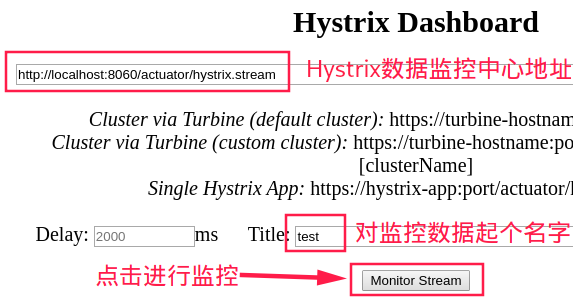 Hystrix Dashboard
http://localhost:8060/actuator/hystrix.stream Hystrix数据监控中心地址
Cluster via Turbine (default cluster): https://turbine-hostnam
Cluster via Turbine (custom cluster): https://turbine-hostname:po
[clusterName]
Single Hystrix App: https://hystrix-app:port/actuator/h
Delay: 2000 ms Title: test 对监控数据起个名字
点击进行监控 Monitor Stream